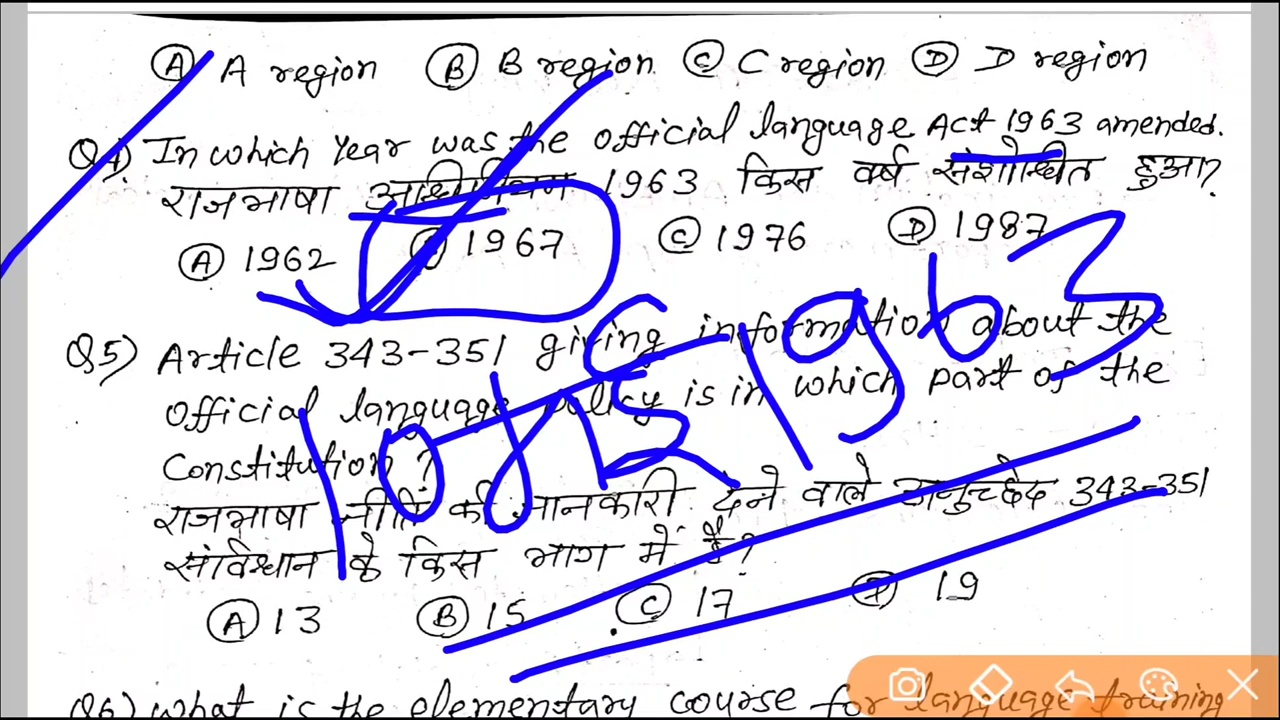 Ⓐ A region Ⓑ B region Ⓒ C region Ⓓ D region
Q4) In which Year was the official language Act 1963 amended.
राजभाषा अधिनियम 1963 किस वर्ष संशोधित हुआ?
Ⓐ 1962 Ⓑ 1967 Ⓒ 1976 Ⓓ 1987
1963
Q5) Article 343-351 giving information about the
official language policy is in which part of the
Constitution?
राजभाषा नीति की जानकारी देने वाले अनुच्छेद 343-351
संविधान के किस भाग में है?
Ⓐ 13 Ⓑ 15 Ⓒ 17 Ⓓ 19
Q6) What is the elementary course for language training